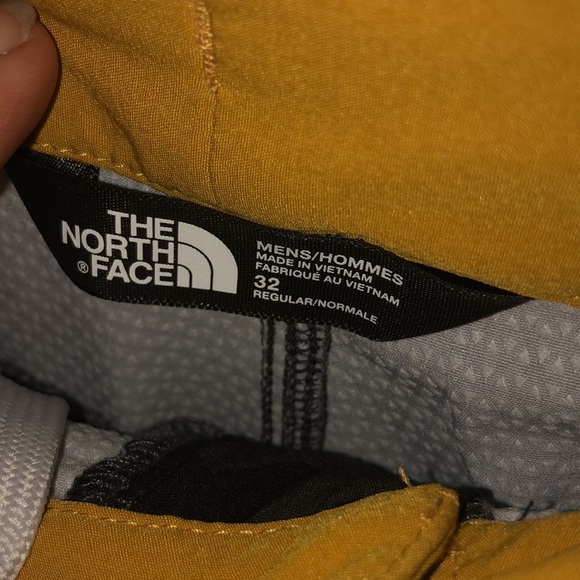 THE
NORTH
® FACE
MENS/HOMMES
MADE IN VIETNAM
FABRIQUÉ AU VIETNAM
32
REGULAR/NORMALE